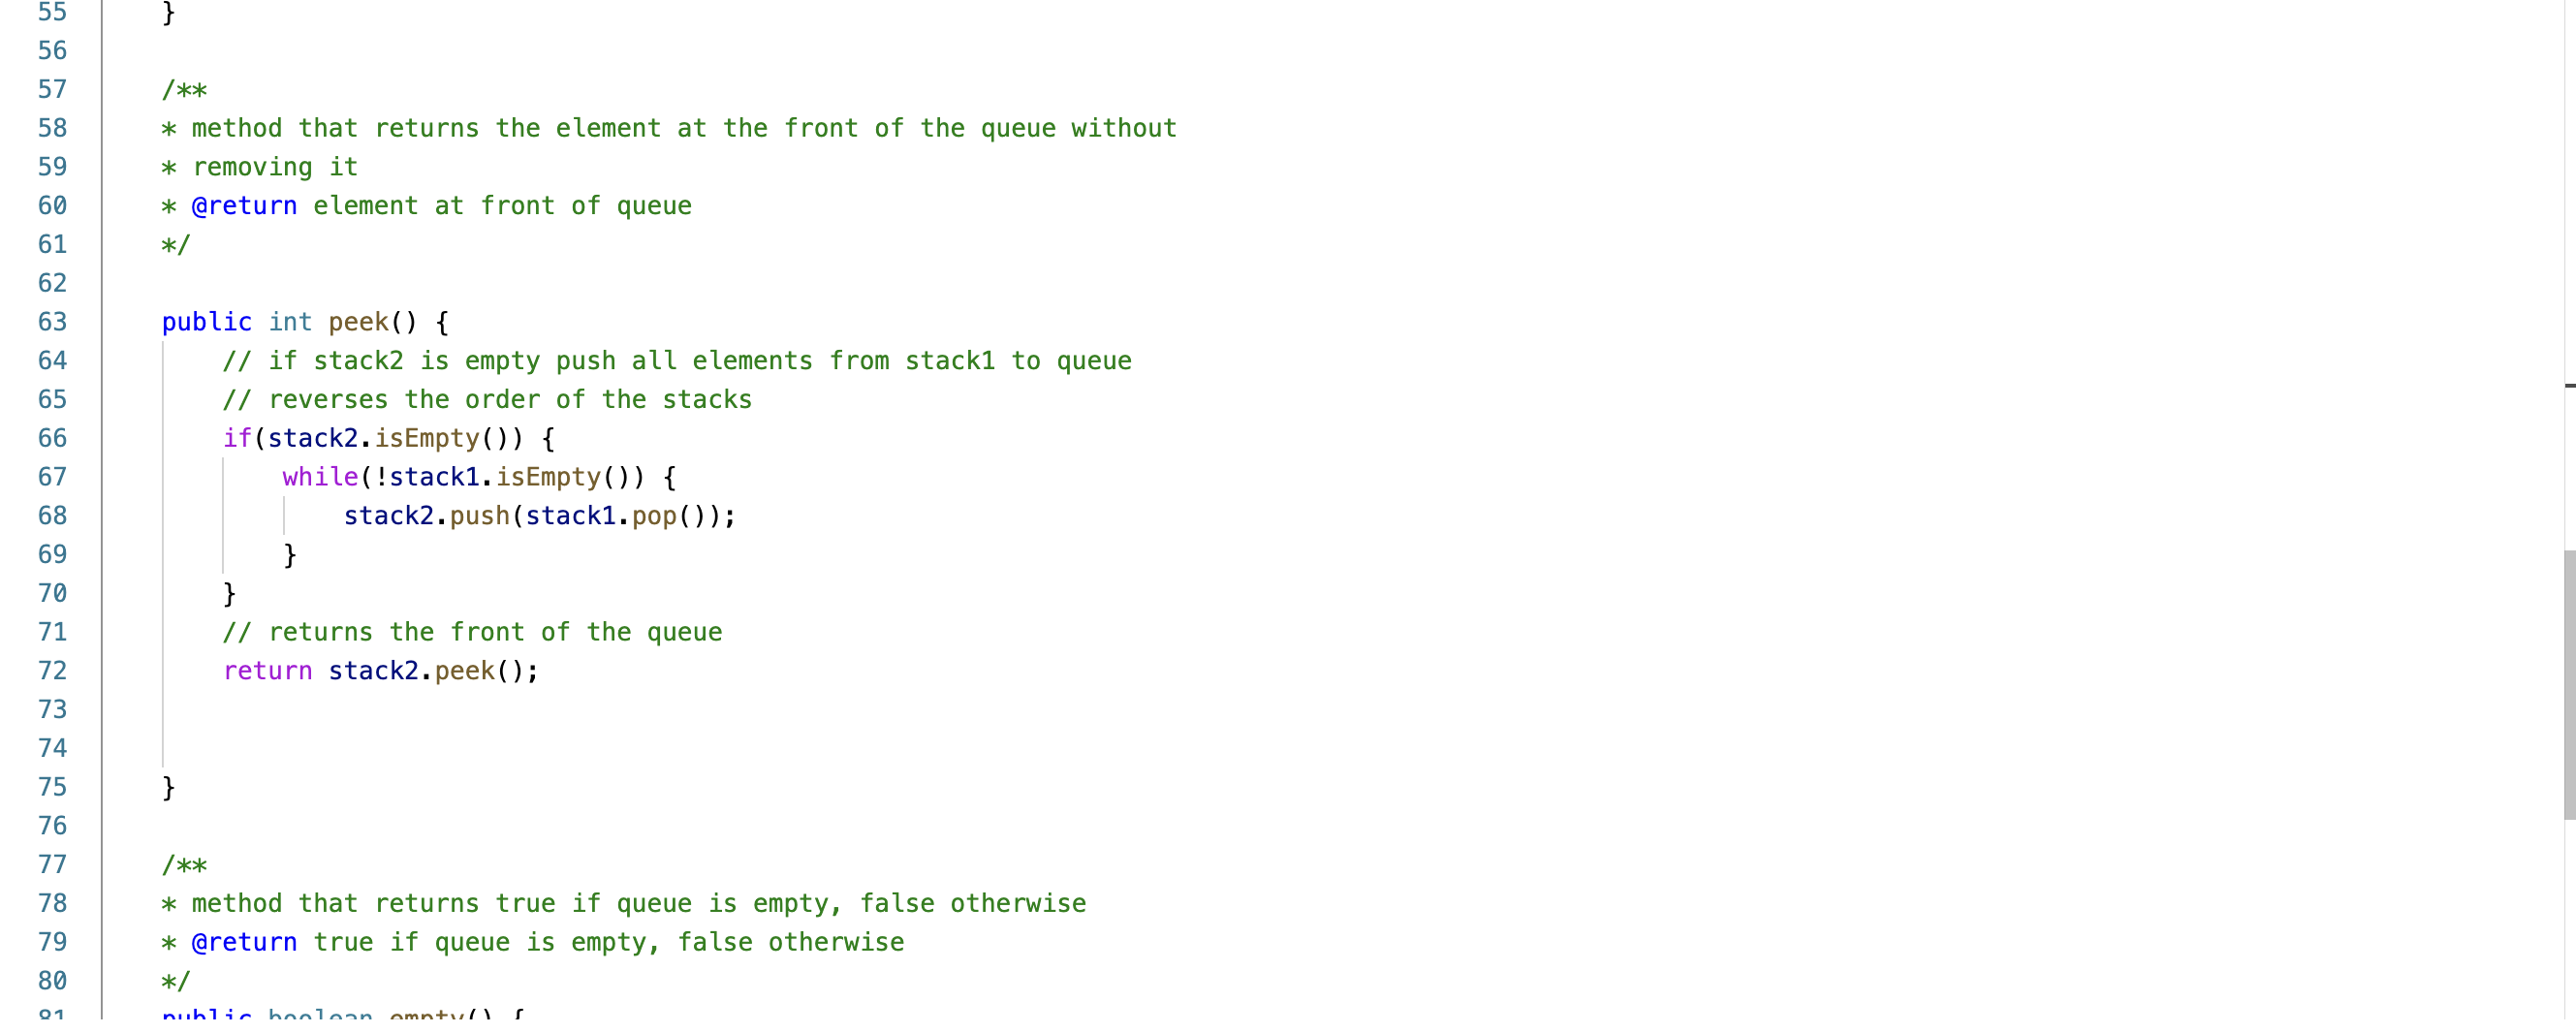 55 }
56
57 /**
58 * method that returns the element at the front of the queue without
59 * removing it
60 * @return element at front of queue
61 */
62
63 public int peek() {
64 // if stack2 is empty push all elements from stack1 to queue
65 // reverses the order of the stacks
66 if(stack2.isEmpty()) {
67 while(!stack1.isEmpty()) {
68 stack2.push(stack1.pop());
69 }
70 }
71 // returns the front of the queue
72 return stack2.peek();
73
74
75 }
76
77 /**
78 * method that returns true if queue is empty, false otherwise
79 * @return true if queue is empty, false otherwise
80 */
81 public boolean empty() {